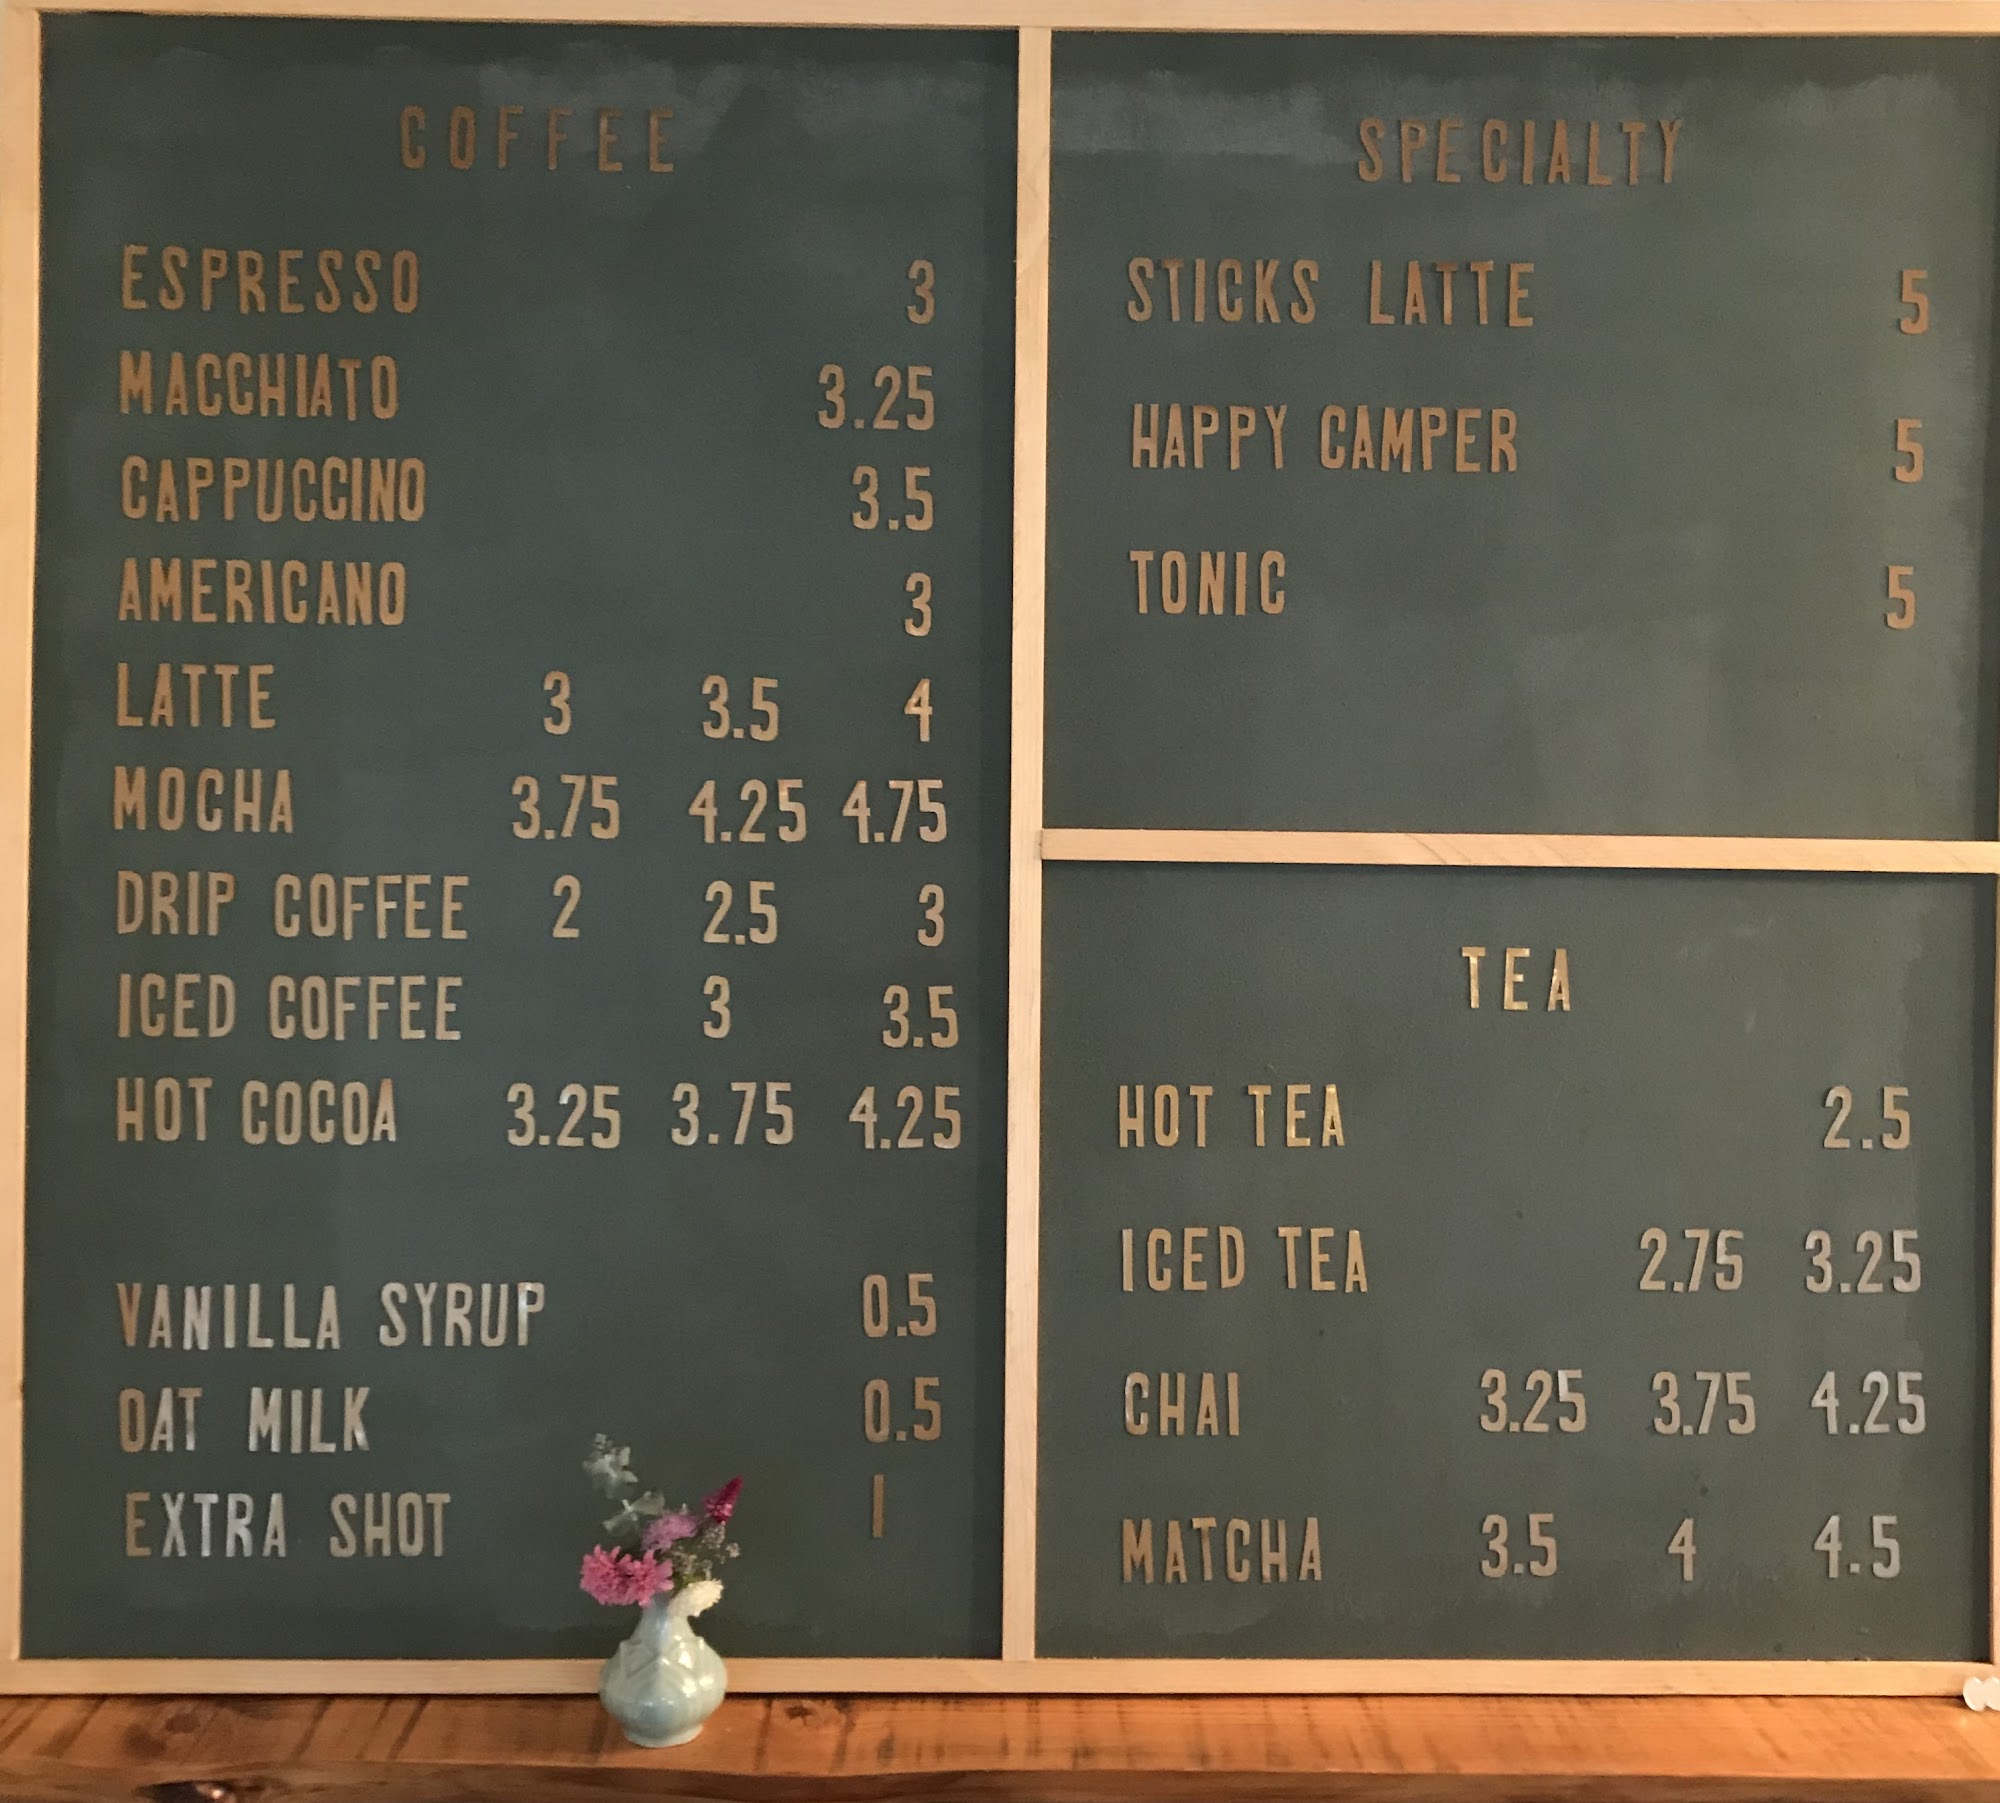 COFFEE
ESPRESSO 3
MACCHIATO 3.25
CAPPUCCINO 3.5
AMERICANO 3
LATTE 3 3.5 4
MOCHA 3.75 4.25 4.75
DRIP COFFEE 2 2.5 3
ICED COFFEE 3 3.5
HOT COCOA 3.25 3.75 4.25
VANILLA SYRUP 0.5
OAT MILK 0.5
EXTRA SHOT 1
SPECIALTY
STICKS LATTE 5
HAPPY CAMPER 5
TONIC 5
TEA
HOT TEA 2.5
ICED TEA 2.75 3.25
CHAI 3.25 3.75 4.25
MATCHA 3.5 4 4.5